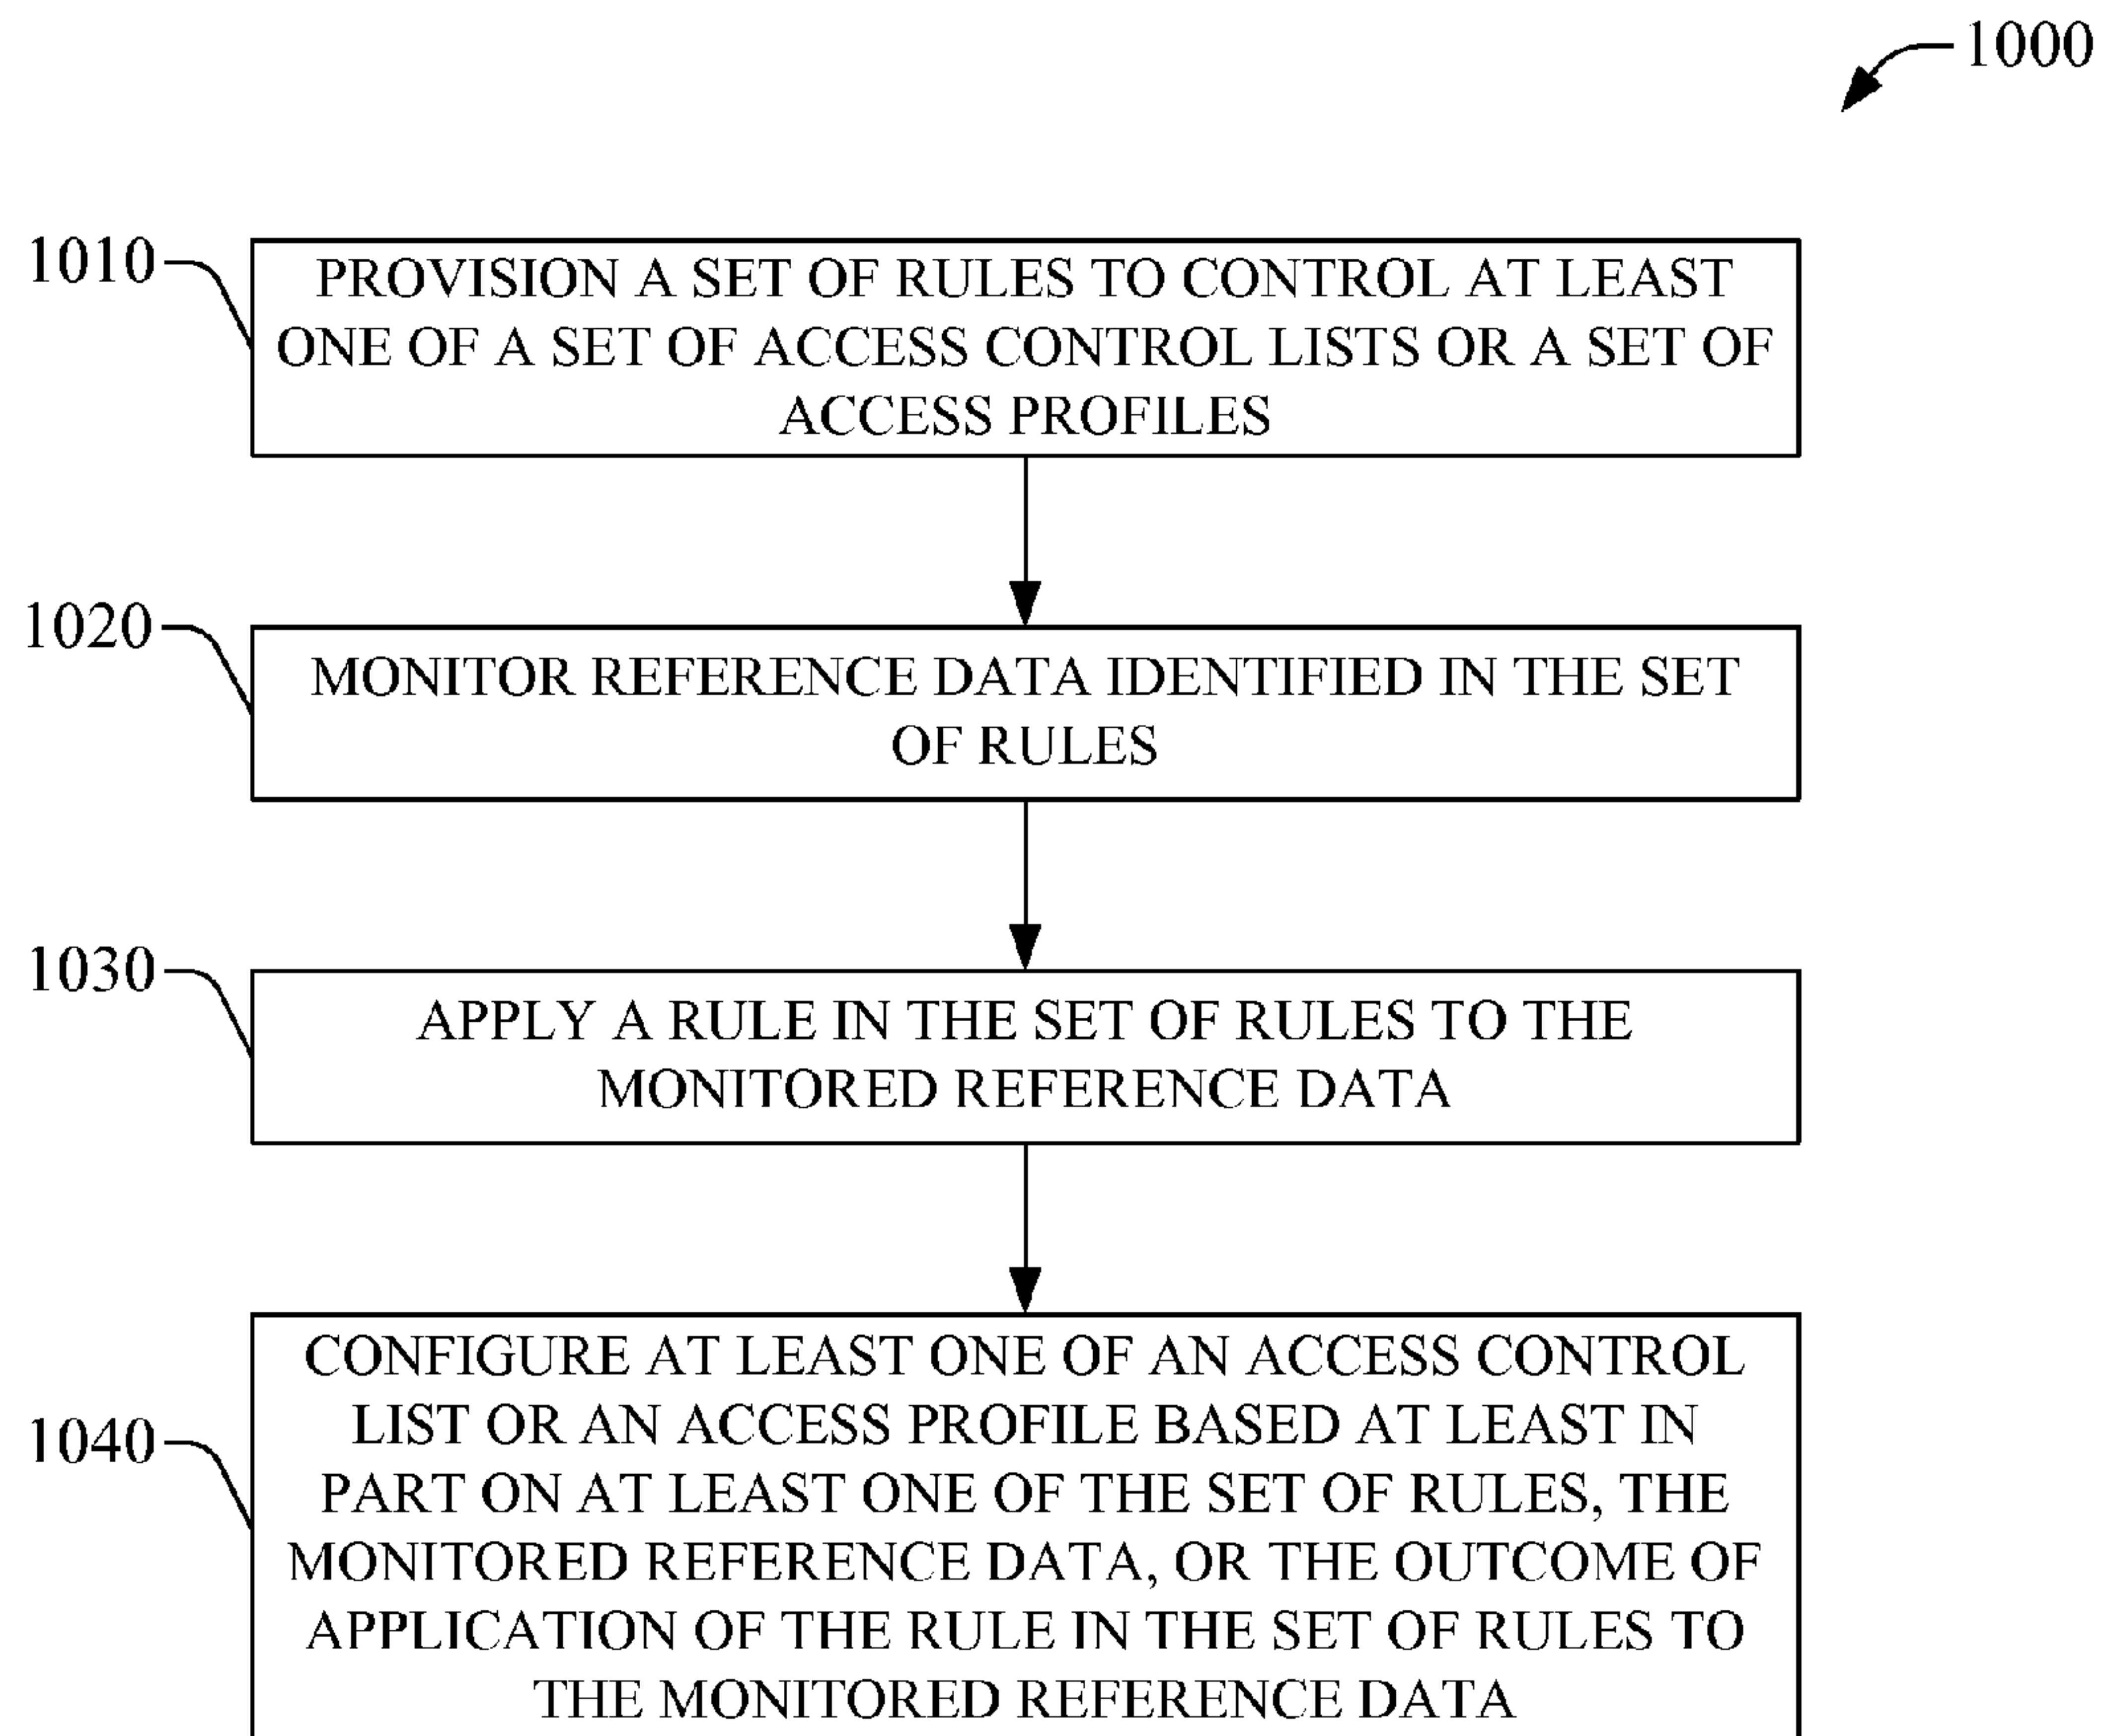 1000
1010
PROVISION A SET OF RULES TO CONTROL AT LEAST
ONE OF A SET OF ACCESS CONTROL LISTS OR A SET OF
ACCESS PROFILES
1020
MONITOR REFERENCE DATA IDENTIFIED IN THE SET
OF RULES
1030
APPLY A RULE IN THE SET OF RULES TO THE
MONITORED REFERENCE DATA
1040
CONFIGURE AT LEAST ONE OF AN ACCESS CONTROL
LIST OR AN ACCESS PROFILE BASED AT LEAST IN
PART ON AT LEAST ONE OF THE SET OF RULES, THE
MONITORED REFERENCE DATA, OR THE OUTCOME OF
APPLICATION OF THE RULE IN THE SET OF RULES TO
THE MONITORED REFERENCE DATA